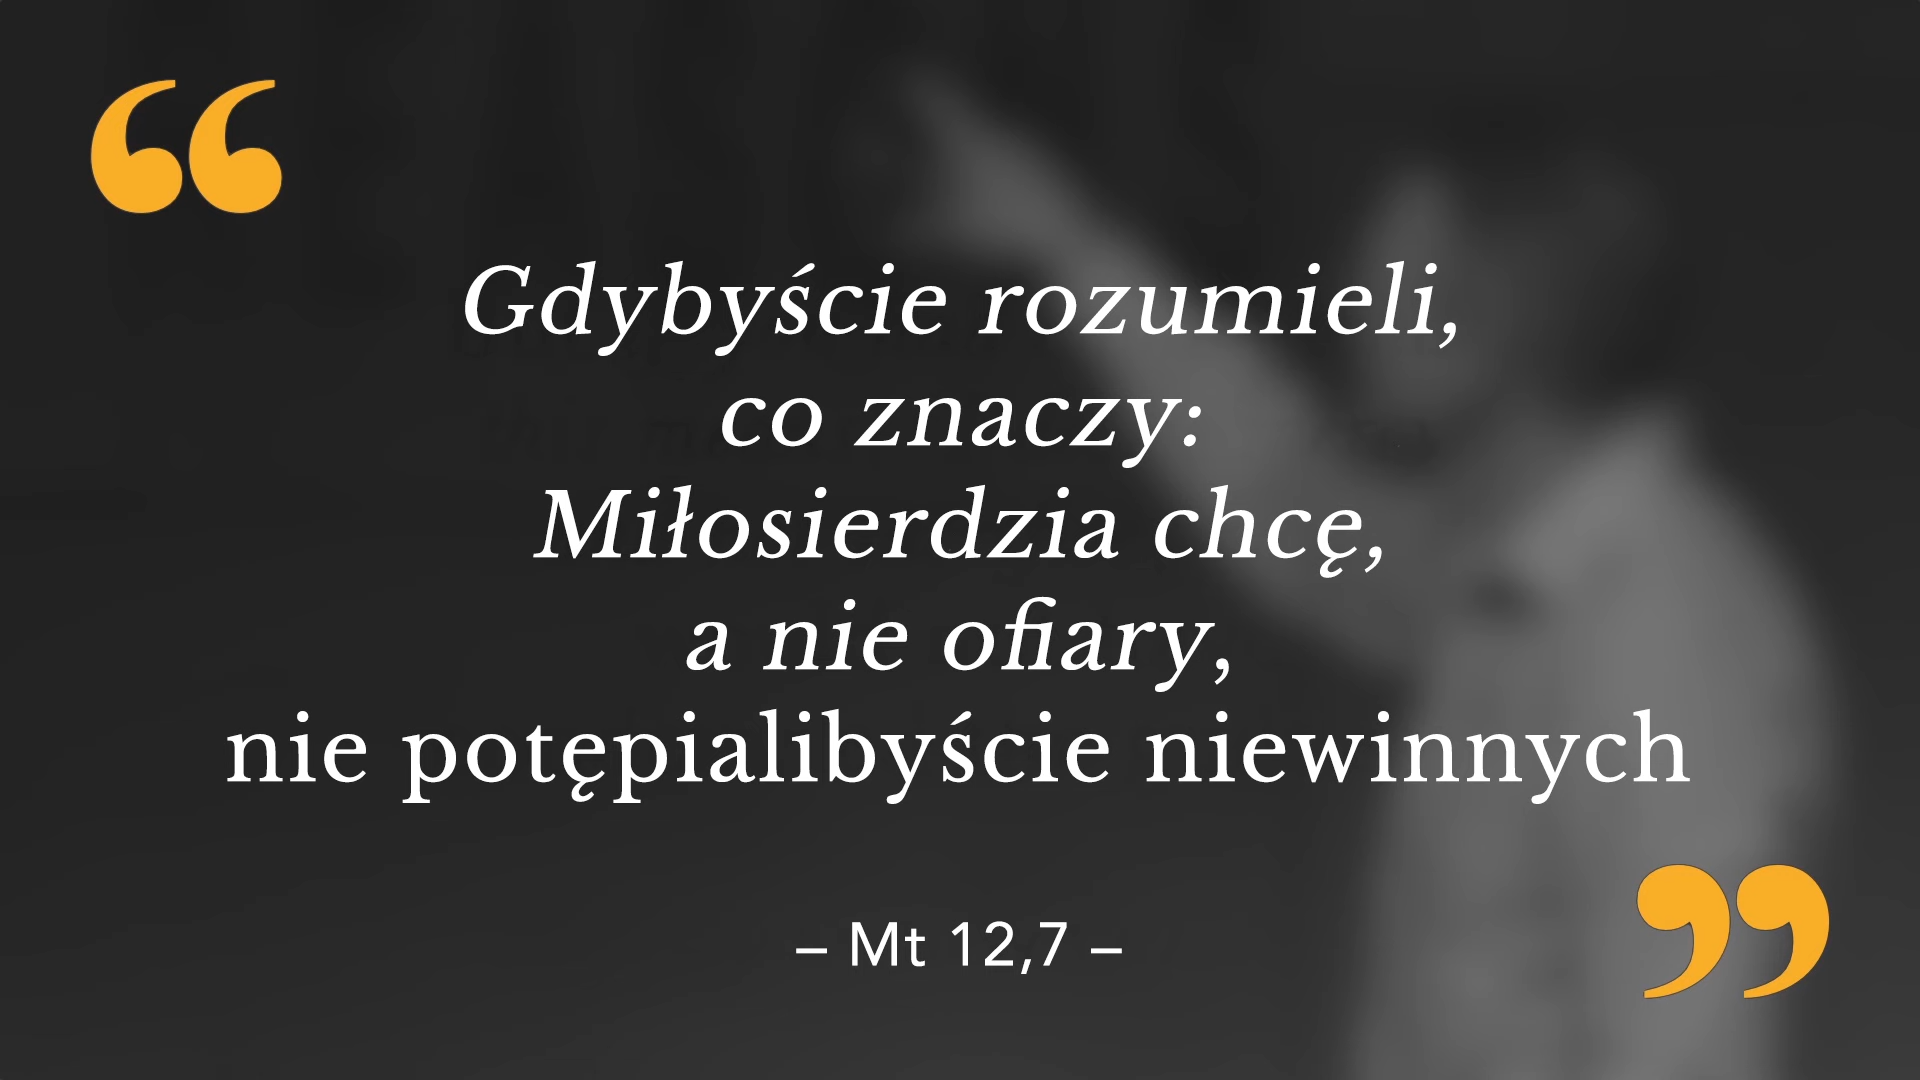 “
Gdybyście rozumieli,
co znaczy:
Miłosierdzia chcę,
a nie ofiary,
nie potępialibyście niewinnych
– Mt 12,7 –
”